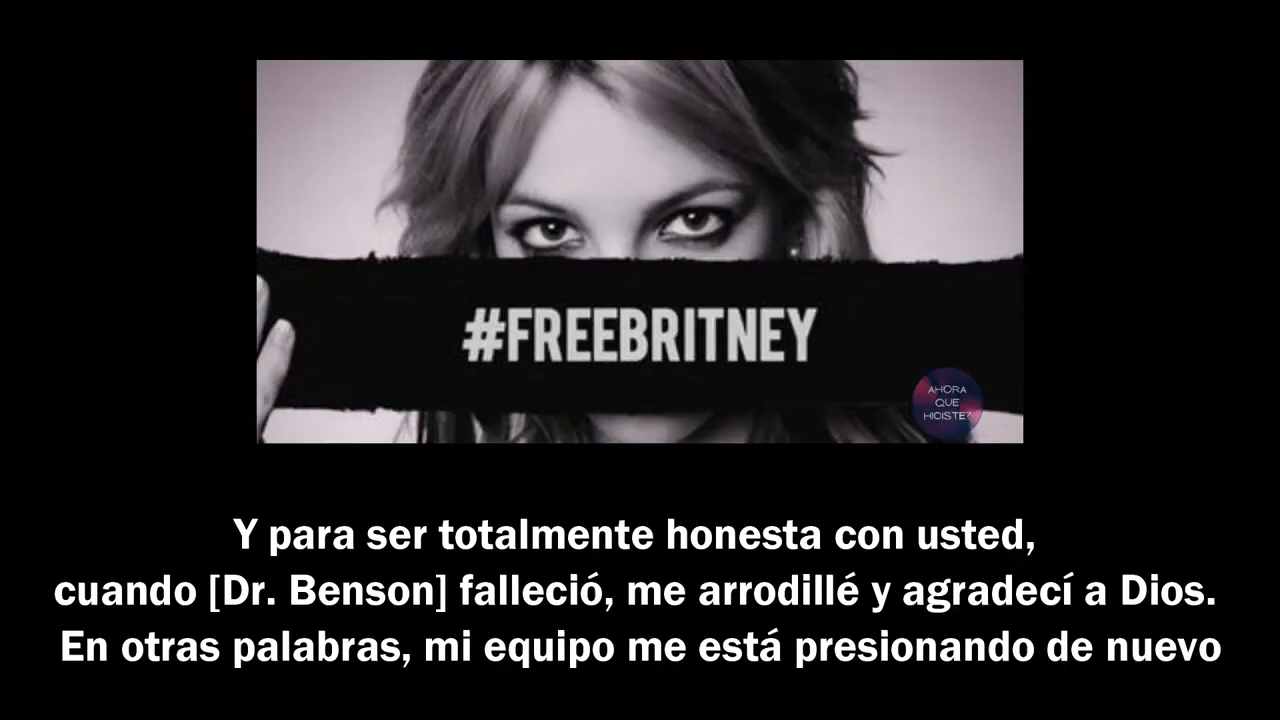 #FREEBRITNEY
AHORA
QUE
HICISTE?
Y para ser totalmente honesta con usted,
cuando [Dr. Benson] falleció, me arrodillé y agradecí a Dios.
En otras palabras, mi equipo me está presionando de nuevo